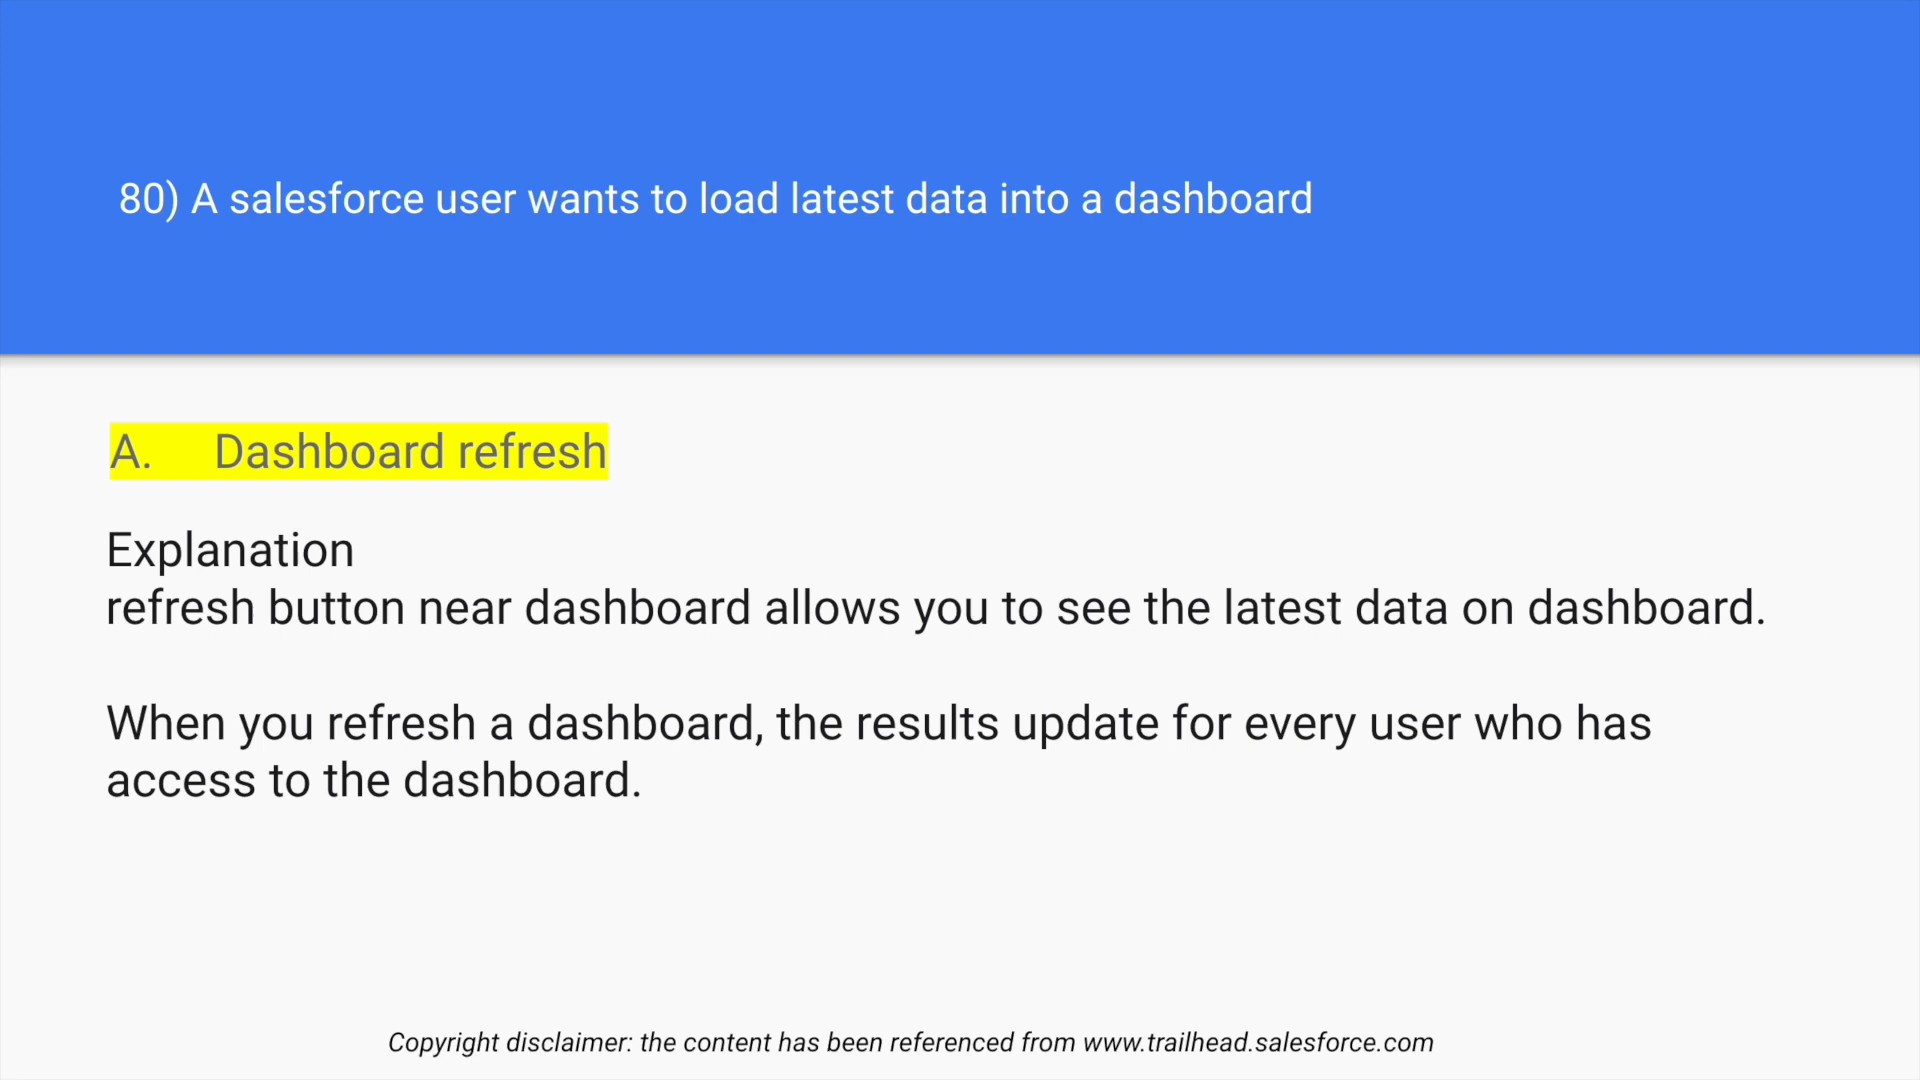 80) A salesforce user wants to load latest data into a dashboard
A. Dashboard refresh
Explanation
refresh button near dashboard allows you to see the latest data on dashboard.
When you refresh a dashboard, the results update for every user who has
access to the dashboard.
Copyright disclaimer: the content has been referenced from www.trailhead.salesforce.com